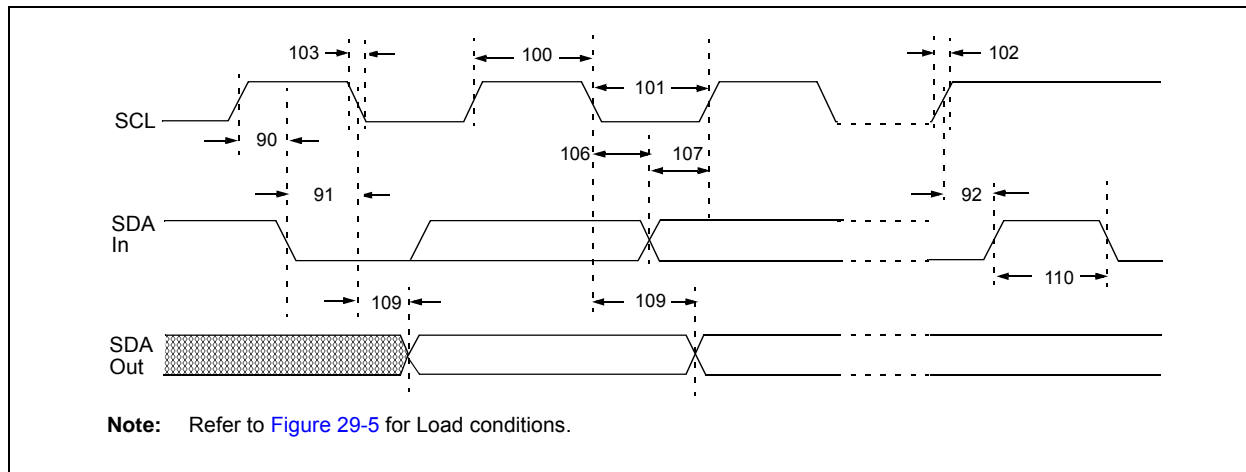 103
100
102
101
SCL
90
106
107
91
92
SDA
In
109
109
110
SDA
Out
Note: Refer to Figure 29-5 for Load conditions.